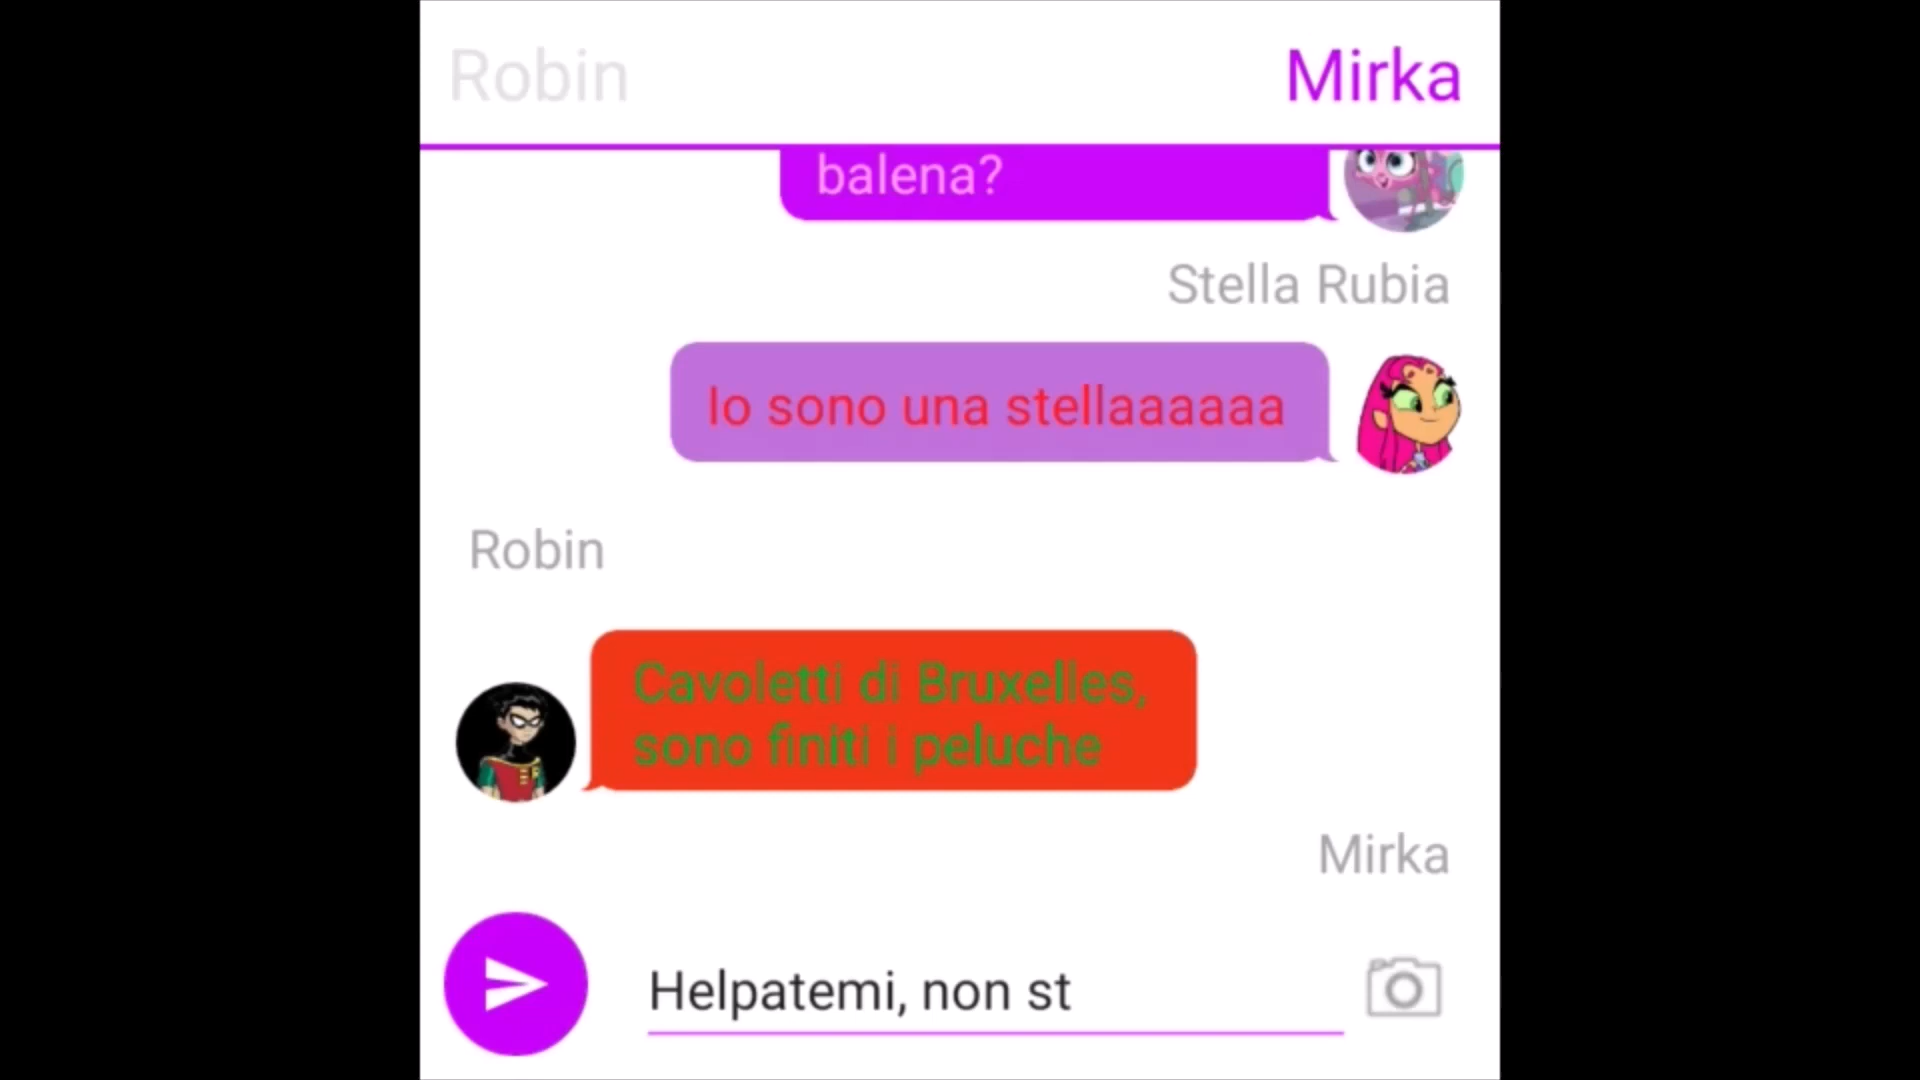 Robin
Mirka
balena?
Stella Rubia
Io sono una stellaaaaaa
Robin
Cavoletti di Bruxelles,
sono finiti i peluche
Mirka
Helpatemi, non st